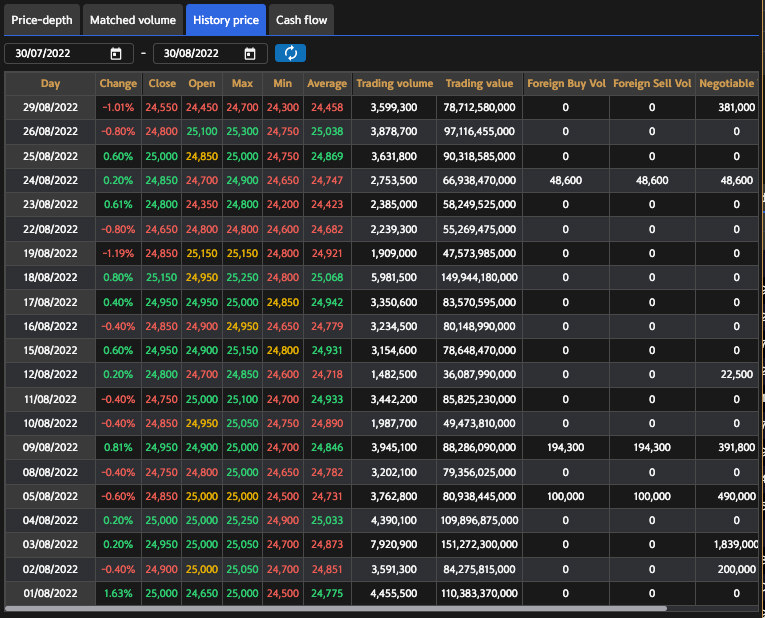 Price-depth Matched volume History price Cash flow
30/07/2022 - 30/08/2022
Day Change Close Open Max Min Average Trading volume Trading value Foreign Buy Vol Foreign Sell Vol Negotiable
29/08/2022 -1.01% 24,550 24,450 24,700 24,300 24,458 3,599,300 78,712,580,000 0 0 381,000
26/08/2022 -0.80% 24,800 25,100 25,300 24,750 25,038 3,878,700 97,116,455,000 0 0 0
25/08/2022 0.60% 25,000 24,850 25,000 24,750 24,869 3,631,800 90,318,585,000 0 0 0
24/08/2022 0.20% 24,850 24,700 24,900 24,650 24,747 2,753,500 66,938,470,000 48,600 48,600 48,600
23/08/2022 0.61% 24,800 24,350 24,800 24,200 24,423 2,385,000 58,249,525,000 0 0 0
22/08/2022 -0.80% 24,650 24,800 24,800 24,600 24,682 2,239,300 55,269,475,000 0 0 0
19/08/2022 -1.19% 24,850 25,150 25,150 24,800 24,921 1,909,000 47,573,985,000 0 0 0
18/08/2022 0.80% 25,150 24,950 25,250 24,800 25,068 5,981,500 149,944,180,000 0 0 0
17/08/2022 0.40% 24,950 24,950 25,000 24,850 24,942 3,350,600 83,570,595,000 0 0 0
16/08/2022 -0.40% 24,850 24,900 24,950 24,650 24,779 3,234,500 80,148,990,000 0 0 0
15/08/2022 0.60% 24,950 24,900 25,150 24,800 24,931 3,154,600 78,648,470,000 0 0 0
12/08/2022 0.20% 24,800 24,700 24,850 24,600 24,718 1,482,500 36,087,990,000 0 0 22,500
11/08/2022 -0.40% 24,750 25,000 25,100 24,700 24,933 3,442,200 85,825,230,000 0 0 0
10/08/2022 -0.40% 24,850 24,950 25,050 24,750 24,890 1,987,700 49,473,810,000 0 0 0
09/08/2022 0.81% 24,950 24,900 25,000 24,700 24,846 3,945,100 88,286,090,000 194,300 194,300 391,800
08/08/2022 -0.40% 24,750 24,800 25,000 24,650 24,782 3,202,100 79,356,025,000 0 0 0
05/08/2022 -0.60% 24,850 25,000 25,000 24,500 24,731 3,762,800 80,938,445,000 100,000 100,000 490,000
04/08/2022 0.20% 25,000 25,000 25,250 24,900 25,033 4,390,100 109,896,875,000 0 0 0
03/08/2022 0.20% 24,950 25,000 25,050 24,700 24,873 7,920,900 151,272,300,000 0 0 1,839,000
02/08/2022 -0.40% 24,900 25,000 25,050 24,700 24,851 3,591,300 84,275,815,000 0 0 200,000
01/08/2022 1.63% 25,000 24,650 25,000 24,500 24,775 4,455,500 110,383,370,000 0 0 0